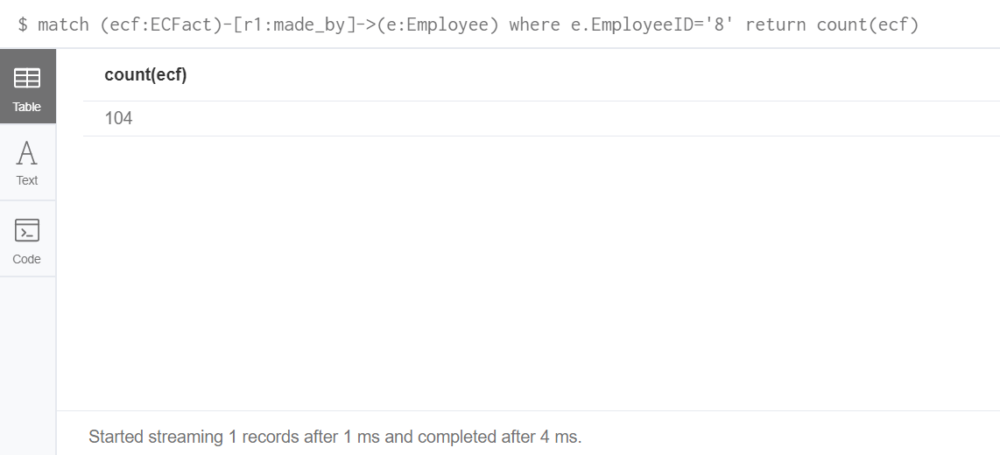 $ match (ecf:ECFact)-[r1:made_by]->(e:Employee) where e.EmployeeID='8' return count(ecf)
count(ecf)
Table
104
A
Text
>_
Code
Started streaming 1 records after 1 ms and completed after 4 ms.